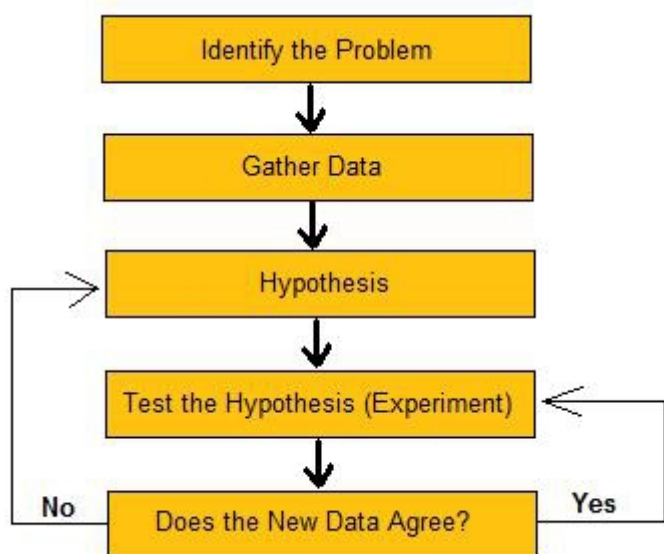 Identify the Problem
Gather Data
Hypothesis
Test the Hypothesis (Experiment)
No
Does the New Data Agree?
Yes